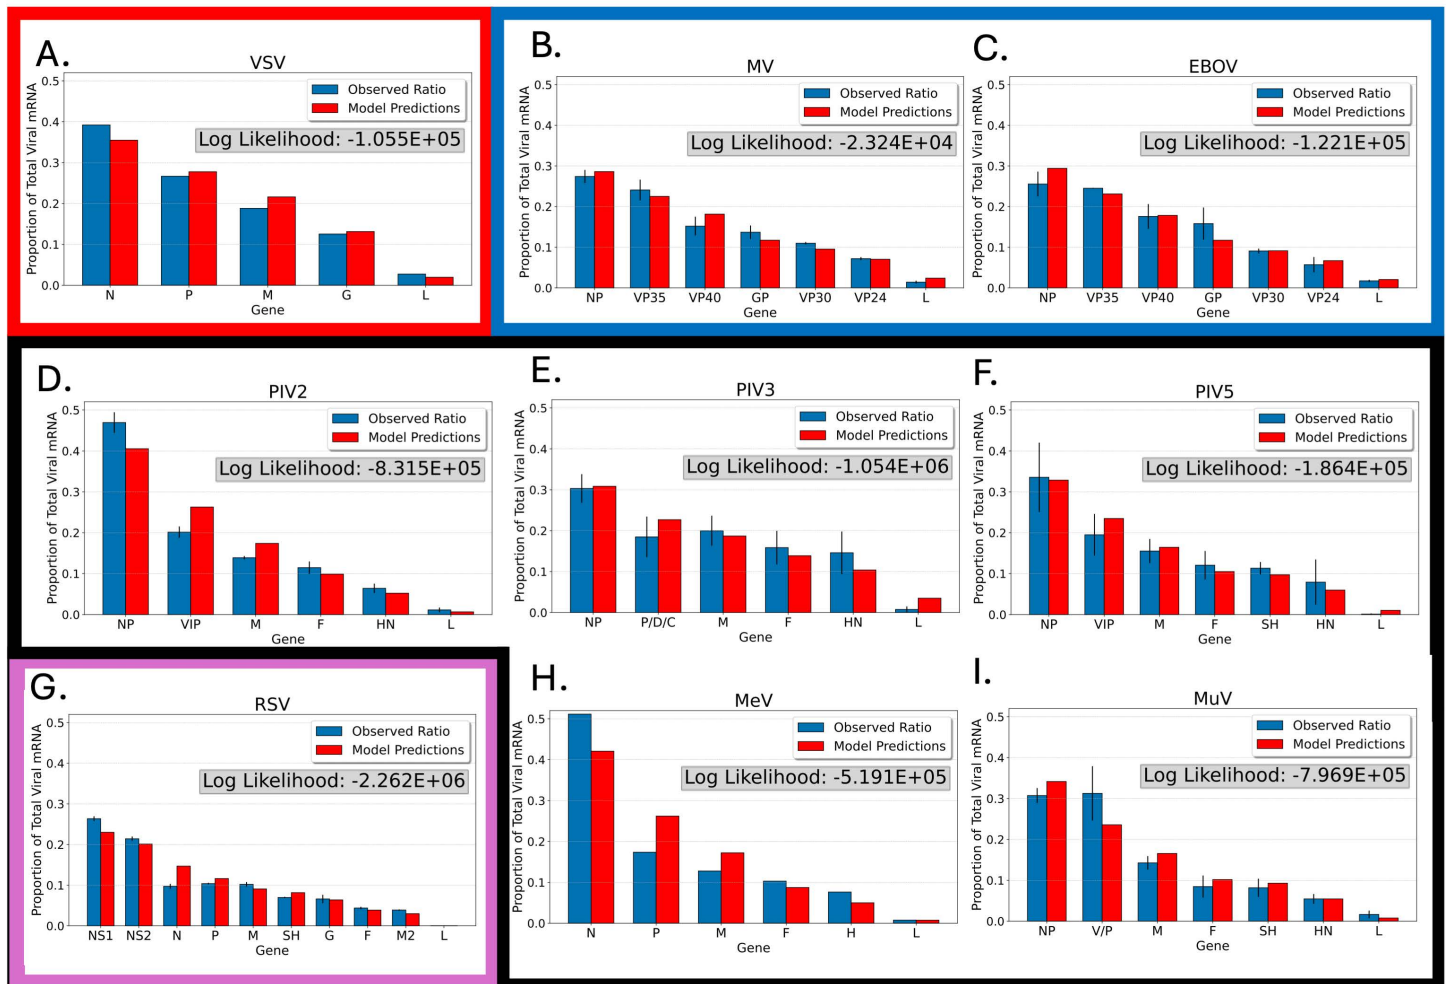 A.
VSV
Proportion of Total Viral mRNA
0.5
0.4
0.3
0.2
0.1
0.0
Observed Ratio
Model Predictions
Log Likelihood: -1.055E+05
N P M G L
Gene
B.
MV
Proportion of Total Viral mRNA
0.5
0.4
0.3
0.2
0.1
0.0
Observed Ratio
Model Predictions
Log Likelihood: -2.324E+04
NP VP35 VP40 GP VP30 VP24 L
Gene
C.
EBOV
Proportion of Total Viral mRNA
0.5
0.4
0.3
0.2
0.1
0.0
Observed Ratio
Model Predictions
Log Likelihood: -1.221E+05
NP VP35 VP40 GP VP30 VP24 L
Gene
D.
PIV2
Proportion of Total Viral mRNA
0.5
0.4
0.3
0.2
0.1
0.0
Observed Ratio
Model Predictions
Log Likelihood: -8.315E+05
NP VIP M F HN L
Gene
E.
PIV3
Proportion of Total Viral mRNA
0.5
0.4
0.3
0.2
0.1
0.0
Observed Ratio
Model Predictions
Log Likelihood: -1.054E+06
NP P/D/C M F HN L
Gene
F.
PIV5
Proportion of Total Viral mRNA
0.5
0.4
0.3
0.2
0.1
0.0
Observed Ratio
Model Predictions
Log Likelihood: -1.864E+05
NP VIP M F SH HN L
Gene
G.
RSV
Proportion of Total Viral mRNA
0.5
0.4
0.3
0.2
0.1
0.0
Observed Ratio
Model Predictions
Log Likelihood: -2.262E+06
NS1 NS2 N P M SH G F M2 L
Gene
H.
MeV
Proportion of Total Viral mRNA
0.5
0.4
0.3
0.2
0.1
0.0
Observed Ratio
Model Predictions
Log Likelihood: -5.191E+05
N P M F H L
Gene
I.
MuV
Proportion of Total Viral mRNA
0.5
0.4
0.3
0.2
0.1
0.0
Observed Ratio
Model Predictions
Log Likelihood: -7.969E+05
NP V/P M F SH HN L
Gene